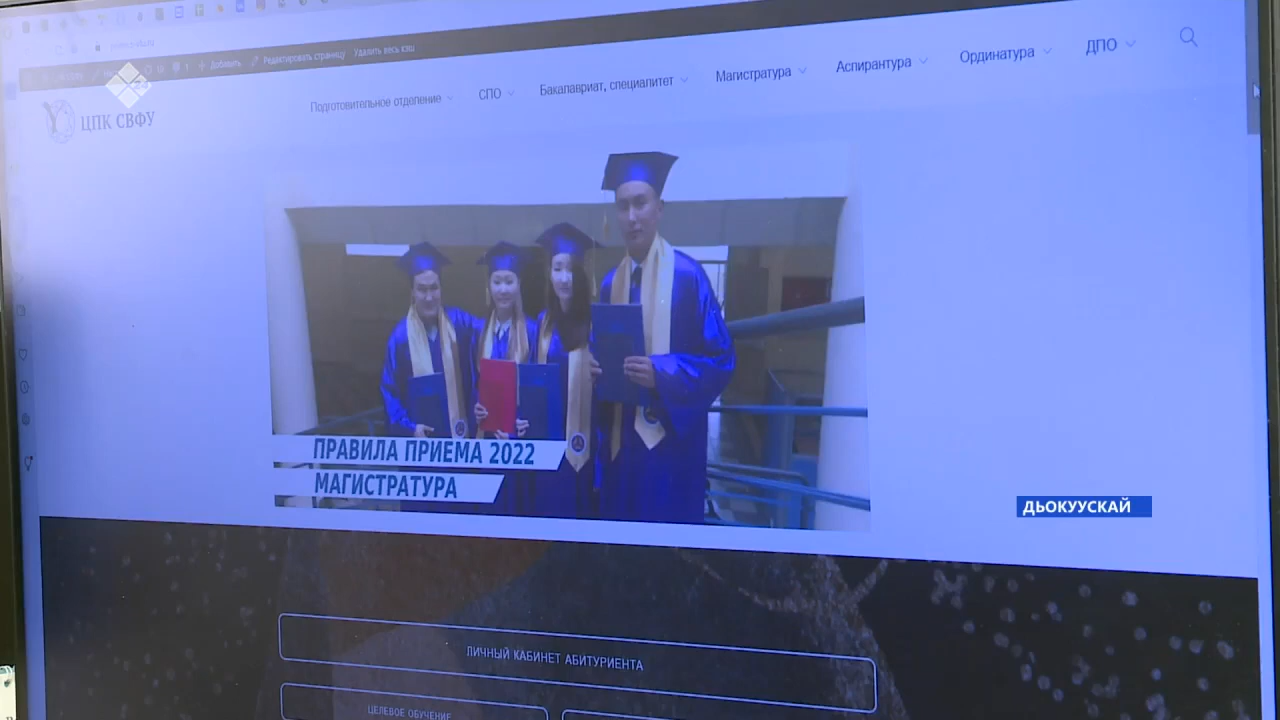 Добавить
Редактировать страницу
Удалить весь кэш
ЦПК СВФУ
Подготовительное отделение
СПО
Бакалавриат, специалитет
Магистратура
Аспирантура
Ординатура
ДПО
ПРАВИЛА ПРИЕМА 2022
МАГИСТРАТУРА
ДЬОКУУСКАЙ
ЛИЧНЫЙ КАБИНЕТ АБИТУРИЕНТА
ЦЕЛЕВОЕ ОБУЧЕНИЕ